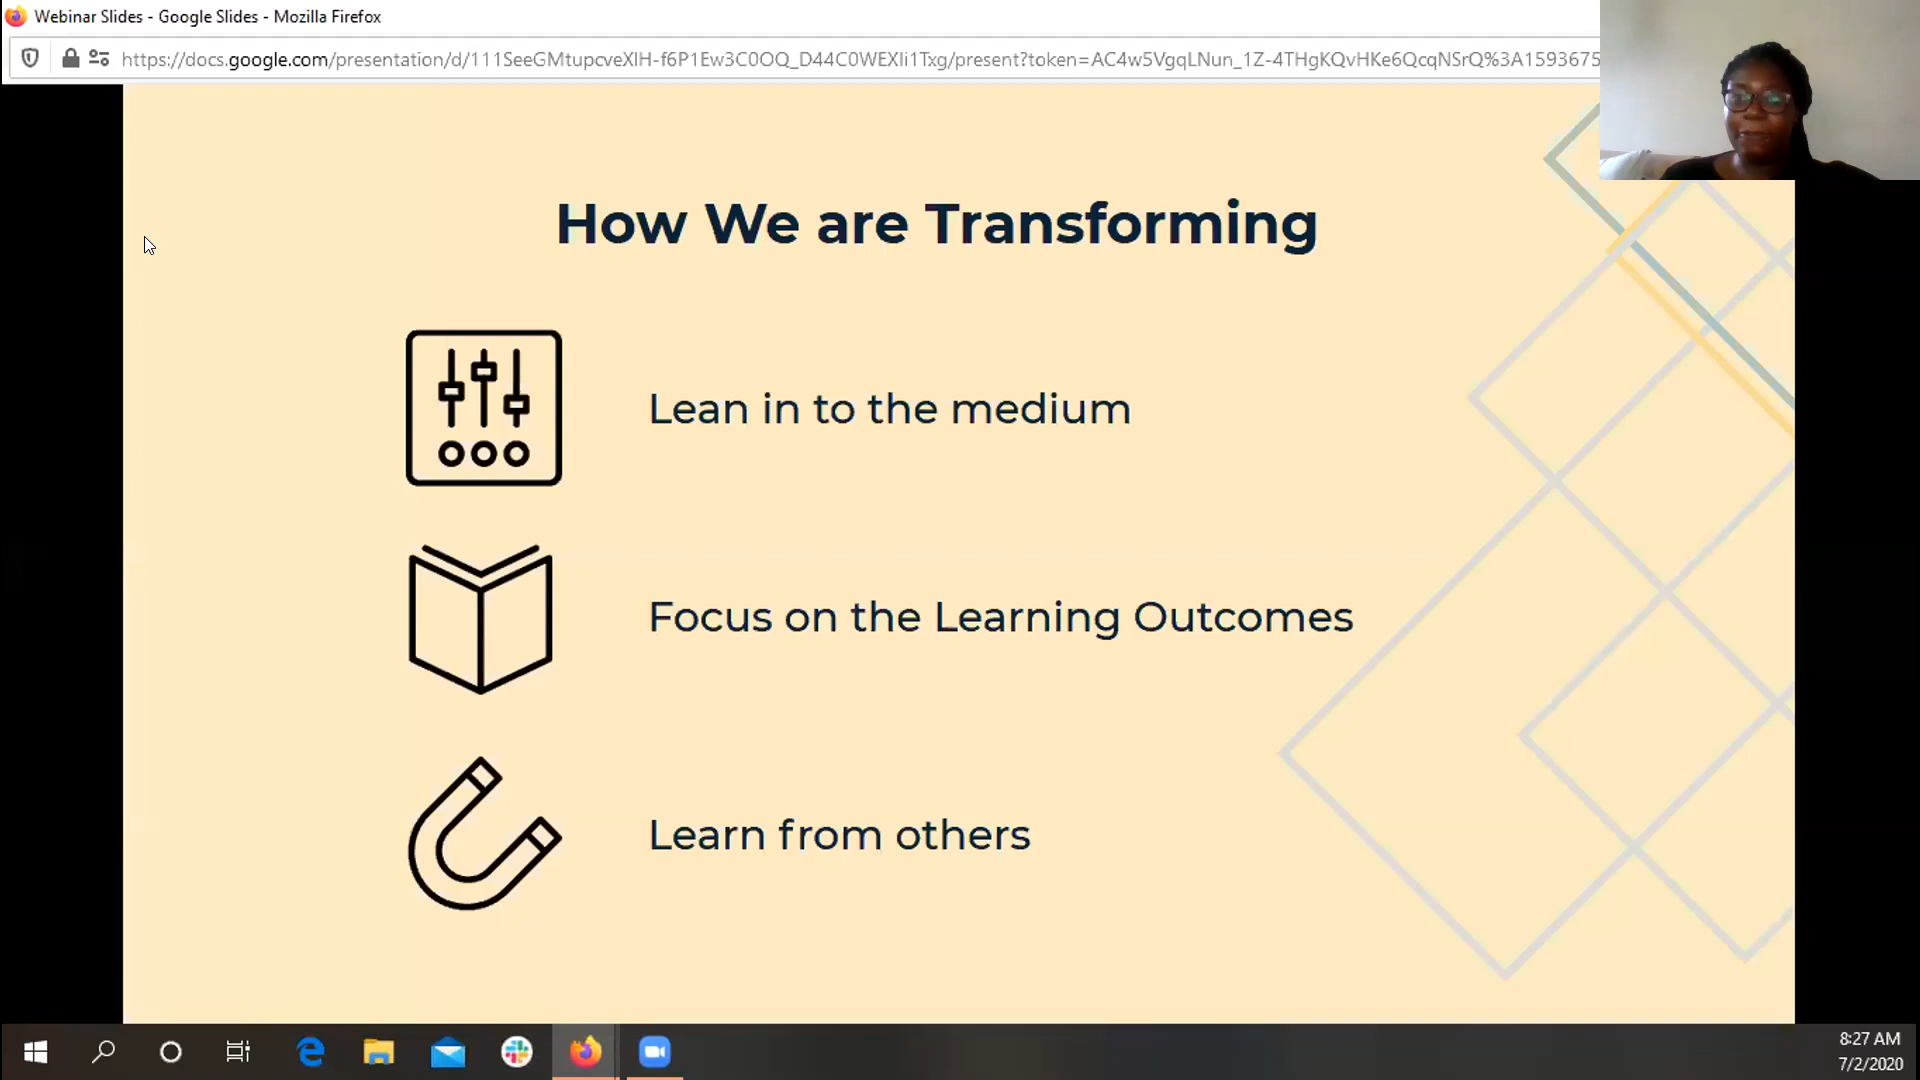 Webinar Slides - Google Slides - Mozilla Firefox
https://docs.google.com/presentation/d/111SeeGMtupcveXlH-f6P1Ew3C0OQ_D44C0WEXli1Txg/present?token=AC4w5VgqLNun_1Z-4THgKQvHKe6QcqNSrQ%3A1593675
How We are Transforming
Lean in to the medium
Focus on the Learning Outcomes
Learn from others
8:27 AM
7/2/2020